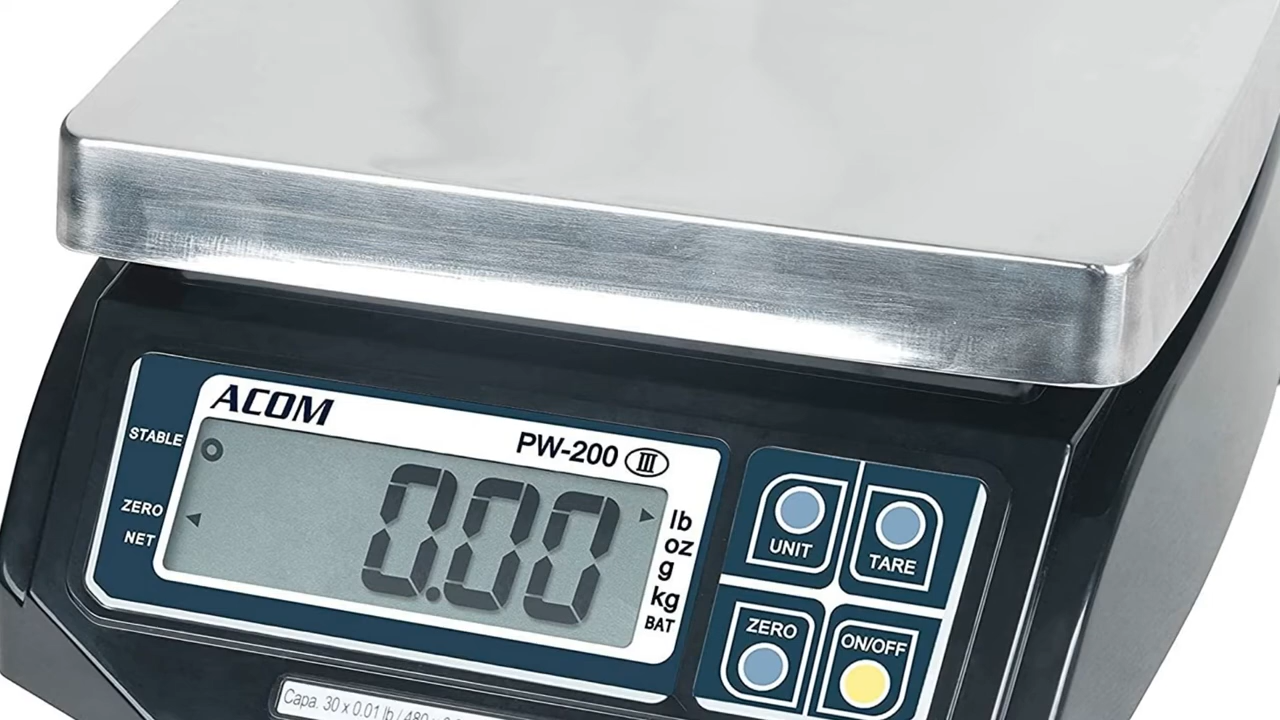 ACOM
PW-200 III
STABLE
ZERO
NET
0.00
lb
oz
g
kg
BAT
UNIT
TARE
ZERO
ON/OFF
Capa. 30 x 0.01 lb / 480